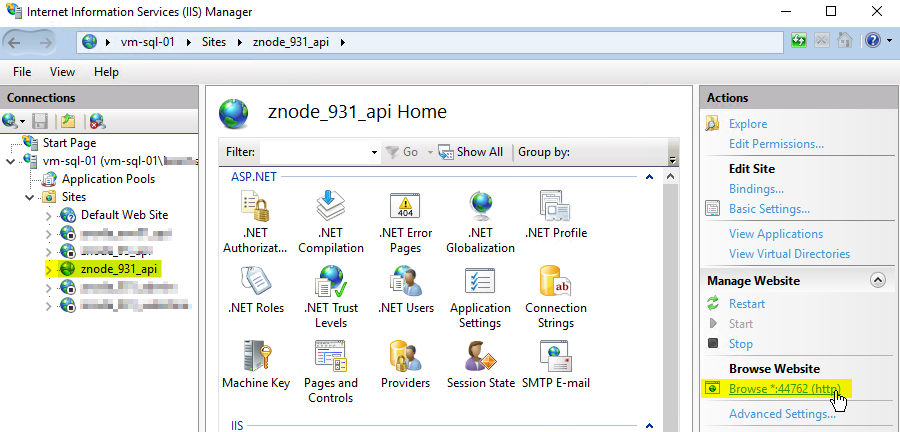 Internet Information Services (IIS) Manager
vm-sql-01 Sites znode_931_api
File View Help
Connections
Start Page
vm-sql-01 (vm-sql-01\
Application Pools
Sites
Default Web Site
znode_931_api
znode_931_api Home
Filter: Go Show All Group by:
ASP.NET
.NET Authorizat...
.NET Compilation
.NET Error Pages
.NET Globalization
.NET Profile
.NET Roles
.NET Trust Levels
.NET Users
Application Settings
Connection Strings
Machine Key
Pages and Controls
Providers
Session State
SMTP E-mail
IIS
404
ab
Actions
Explore
Edit Permissions...
Edit Site
Bindings...
Basic Settings...
View Applications
View Virtual Directories
Manage Website
Restart
Start
Stop
Browse Website
Browse *:44762 (http)
Advanced Settings...